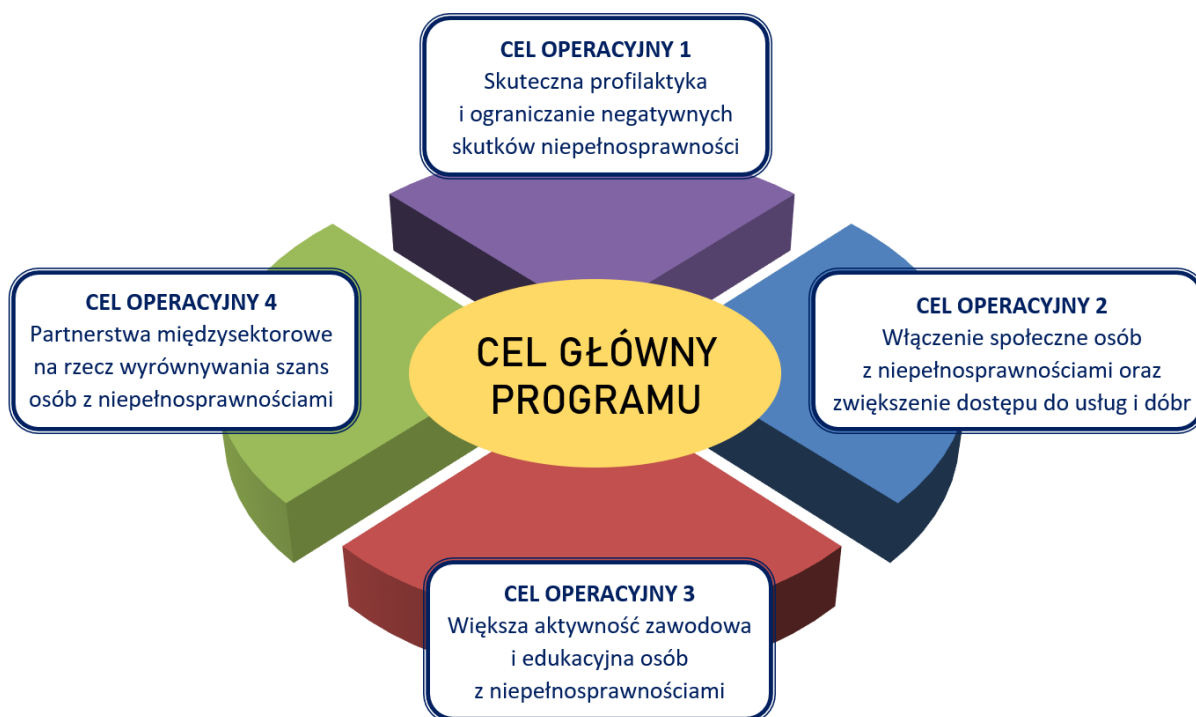 CEL OPERACYJNY 1
Skuteczna profilaktyka
i ograniczanie negatywnych
skutków niepełnosprawności
CEL OPERACYJNY 4
Partnerstwa międzysektorowe
na rzecz wyrównywania szans
osób z niepełnosprawnościami
CEL GŁÓWNY
PROGRAMU
CEL OPERACYJNY 2
Włączenie społeczne osób
z niepełnosprawnościami oraz
zwiększenie dostępu do usług i dóbr
CEL OPERACYJNY 3
Większa aktywność zawodowa
i edukacyjna osób
z niepełnosprawnościami